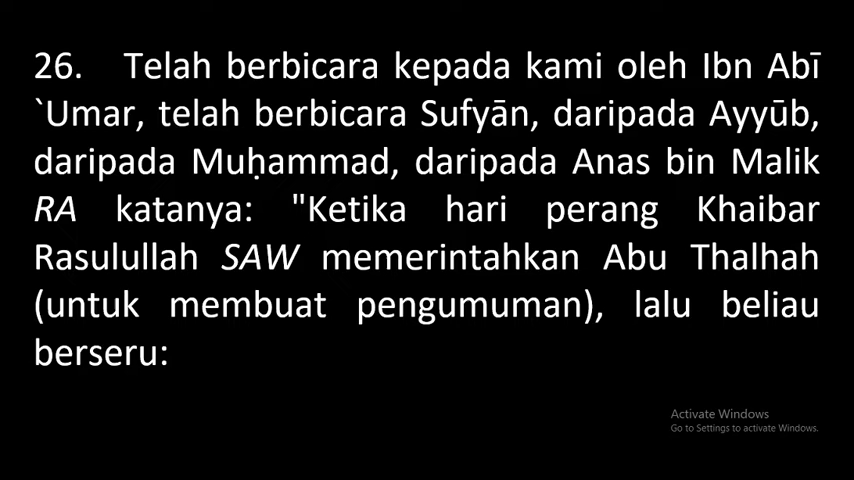 26. Telah berbicara kepada kami oleh Ibn Abī
`Umar, telah berbicara Sufyān, daripada Ayyūb,
daripada Muḥammad, daripada Anas bin Malik
RA katanya: "Ketika hari perang Khaibar
Rasulullah SAW memerintahkan Abu Thalhah
(untuk membuat pengumuman), lalu beliau
berseru:
Activate Windows
Go to Settings to activate Windows.